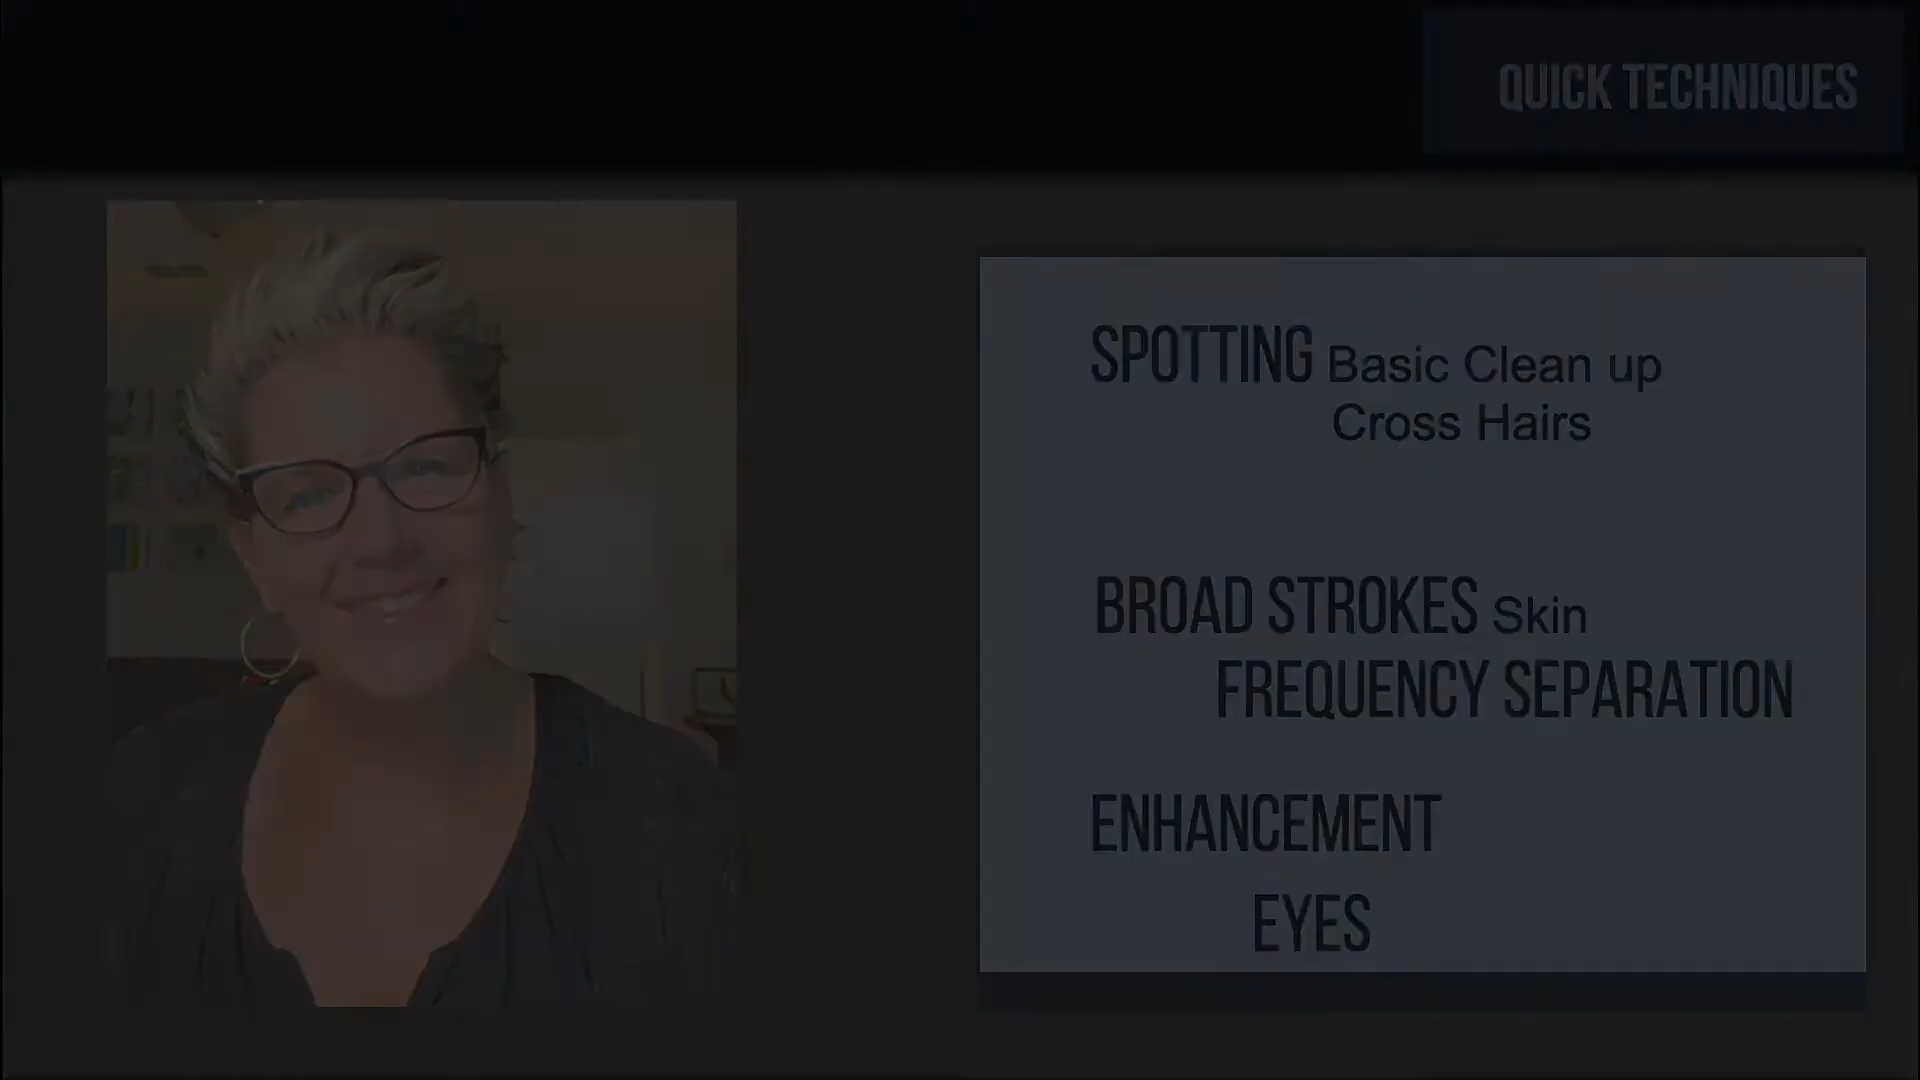 QUICK TECHNIQUES
SPOTTING Basic Clean up
Cross Hairs
BROAD STROKES Skin
FREQUENCY SEPARATION
ENHANCEMENT
EYES